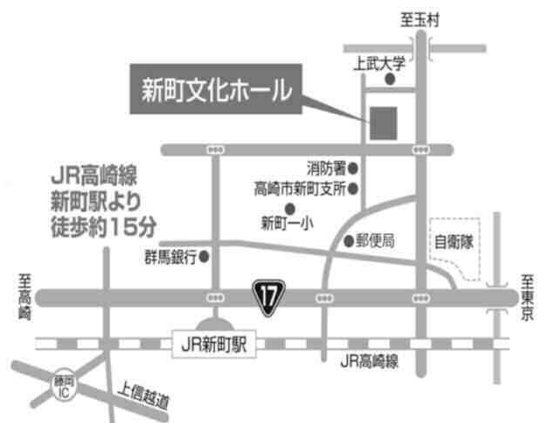 至玉村
上武大学
新町文化ホール
消防署
高崎市新町支所
新町一小
JR高崎線
新町駅より
徒歩約15分
郵便局
自衛隊
群馬銀行
至高崎
17
至東京
JR新町駅
JR高崎線
藤岡
IC
上信越道